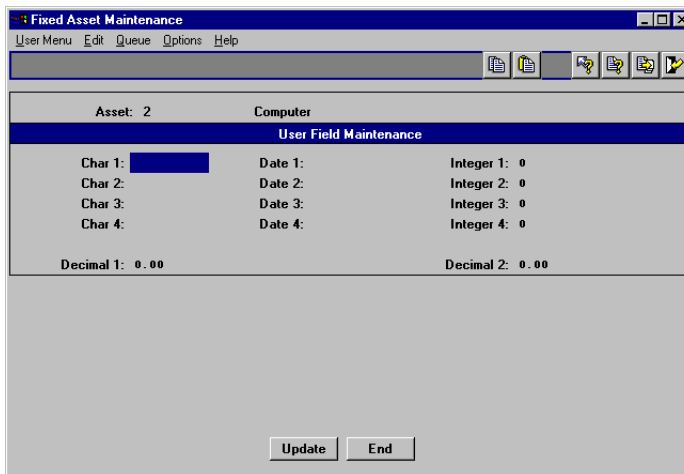 Fixed Asset Maintenance
User Menu Edit Queue Options Help
Asset: 2 Computer
User Field Maintenance
Char 1: Date 1: Integer 1: 0
Char 2: Date 2: Integer 2: 0
Char 3: Date 3: Integer 3: 0
Char 4: Date 4: Integer 4: 0
Decimal 1: 0.00 Decimal 2: 0.00
Update End